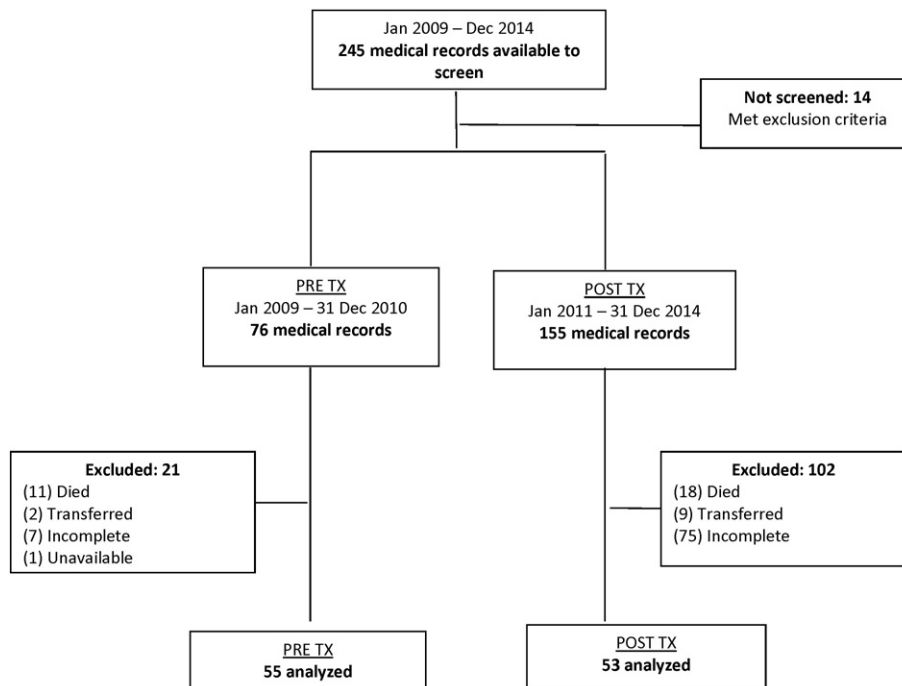 Jan 2009 – Dec 2014
245 medical records available to
screen
Not screened: 14
Met exclusion criteria
PRE TX
Jan 2009 – 31 Dec 2010
76 medical records
POST TX
Jan 2011 – 31 Dec 2014
155 medical records
Excluded: 21
(11) Died
(2) Transferred
(7) Incomplete
(1) Unavailable
Excluded: 102
(18) Died
(9) Transferred
(75) Incomplete
PRE TX
55 analyzed
POST TX
53 analyzed